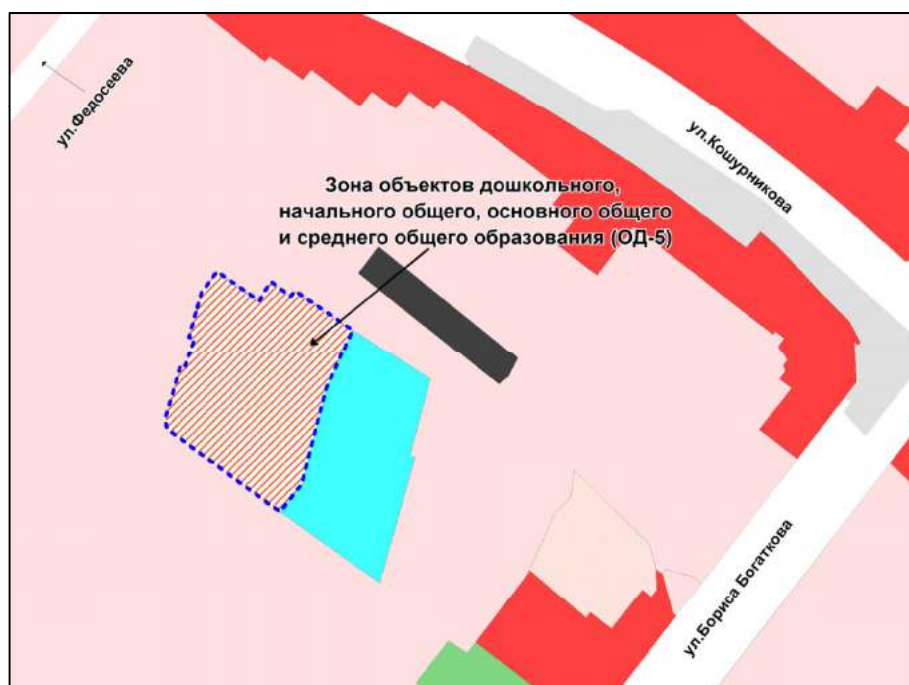 ул.Федосеева
ул.Кошурникова
Зона объектов дошкольного,
начального общего, основного общего
и среднего общего образования (ОД-5)
ул.Бориса Богаткова